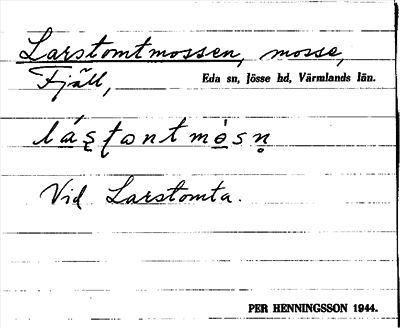 Larstomtmossen, mosse,
Fjäll, Eda sn, Jösse hd, Värmlands län.
Vid Larstomta.
PER HENNINGSSON 1944.